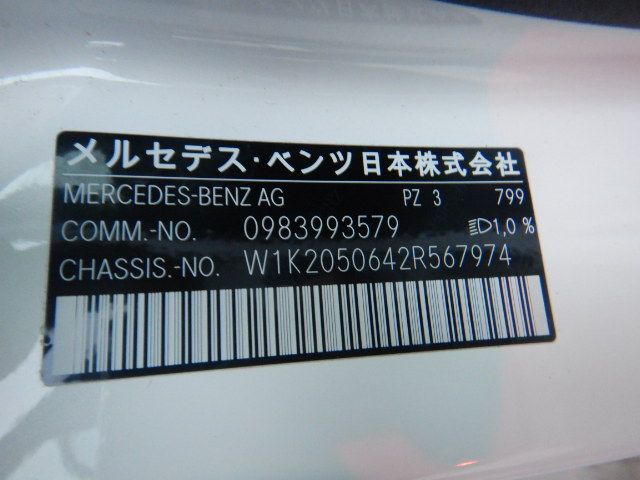 メルセデス・ベンツ日本株式会社
MERCEDES-BENZ AG PZ 3 799
COMM.-NO. 0983993579 1,0 %
CHASSIS.-NO. W1K2050642R567974